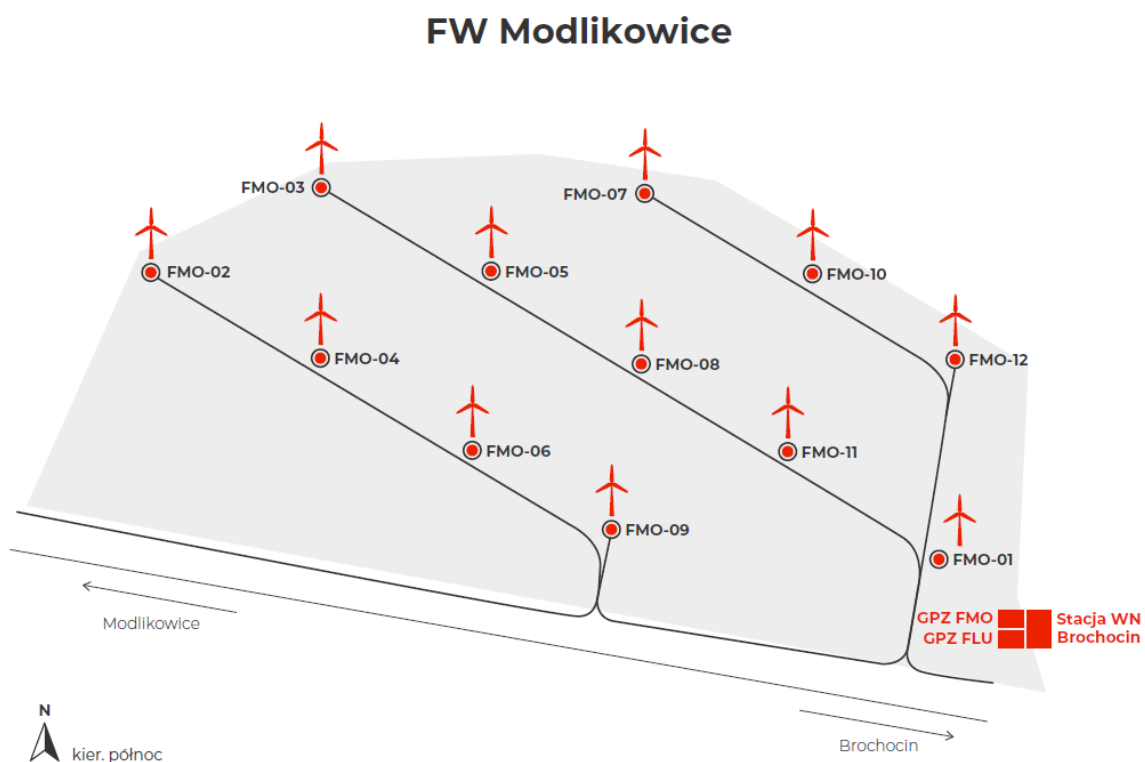 FW Modlikowice
FMO-03
FMO-07
FMO-02
FMO-05
FMO-10
FMO-04
FMO-08
FMO-12
FMO-06
FMO-11
FMO-09
FMO-01
GPZ FMO
GPZ FLU
Stacja WN
Brochocin
Modlikowice
Brochocin
N
kier. północ